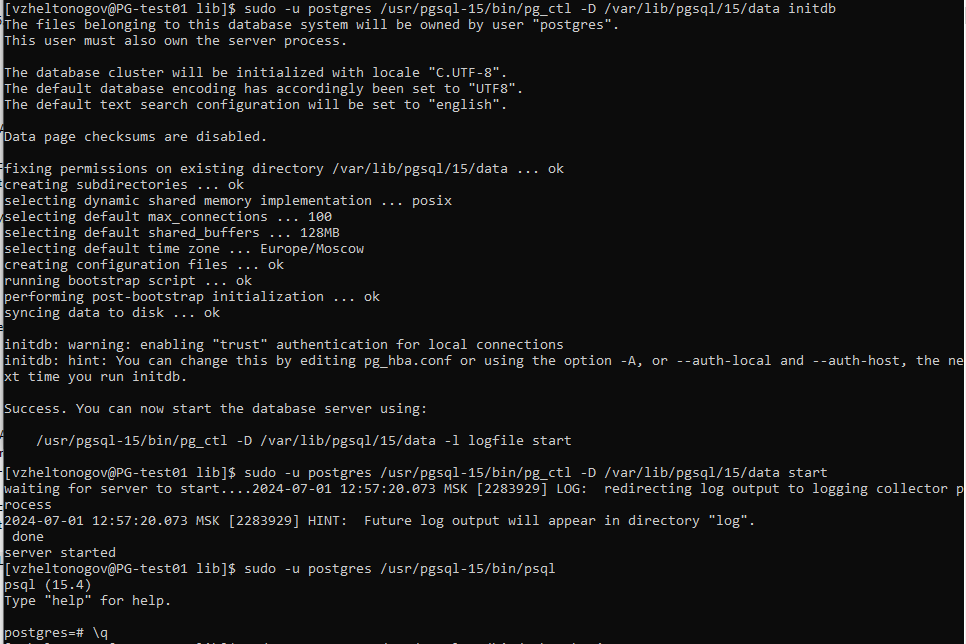 [vzheltonogov@PG-test01 lib]$ sudo -u postgres /usr/pgsql-15/bin/pg_ctl -D /var/lib/pgsql/15/data initdb
The files belonging to this database system will be owned by user "postgres".
This user must also own the server process.
The database cluster will be initialized with locale "C.UTF-8".
The default database encoding has accordingly been set to "UTF8".
The default text search configuration will be set to "english".
Data page checksums are disabled.
fixing permissions on existing directory /var/lib/pgsql/15/data ... ok
creating subdirectories ... ok
selecting dynamic shared memory implementation ... posix
selecting default max_connections ... 100
selecting default shared_buffers ... 128MB
selecting default time zone ... Europe/Moscow
creating configuration files ... ok
running bootstrap script ... ok
performing post-bootstrap initialization ... ok
syncing data to disk ... ok
initdb: warning: enabling "trust" authentication for local connections
initdb: hint: You can change this by editing pg_hba.conf or using the option -A, or --auth-local and --auth-host, the ne
xt time you run initdb.
Success. You can now start the database server using:
/usr/pgsql-15/bin/pg_ctl -D /var/lib/pgsql/15/data -l logfile start
[vzheltonogov@PG-test01 lib]$ sudo -u postgres /usr/pgsql-15/bin/pg_ctl -D /var/lib/pgsql/15/data start
waiting for server to start....2024-07-01 12:57:20.073 MSK [2283929] LOG:  redirecting log output to logging collector p
rocess
2024-07-01 12:57:20.073 MSK [2283929] HINT:  Future log output will appear in directory "log".
done
server started
[vzheltonogov@PG-test01 lib]$ sudo -u postgres /usr/pgsql-15/bin/psql
psql (15.4)
Type "help" for help.
postgres=# \q